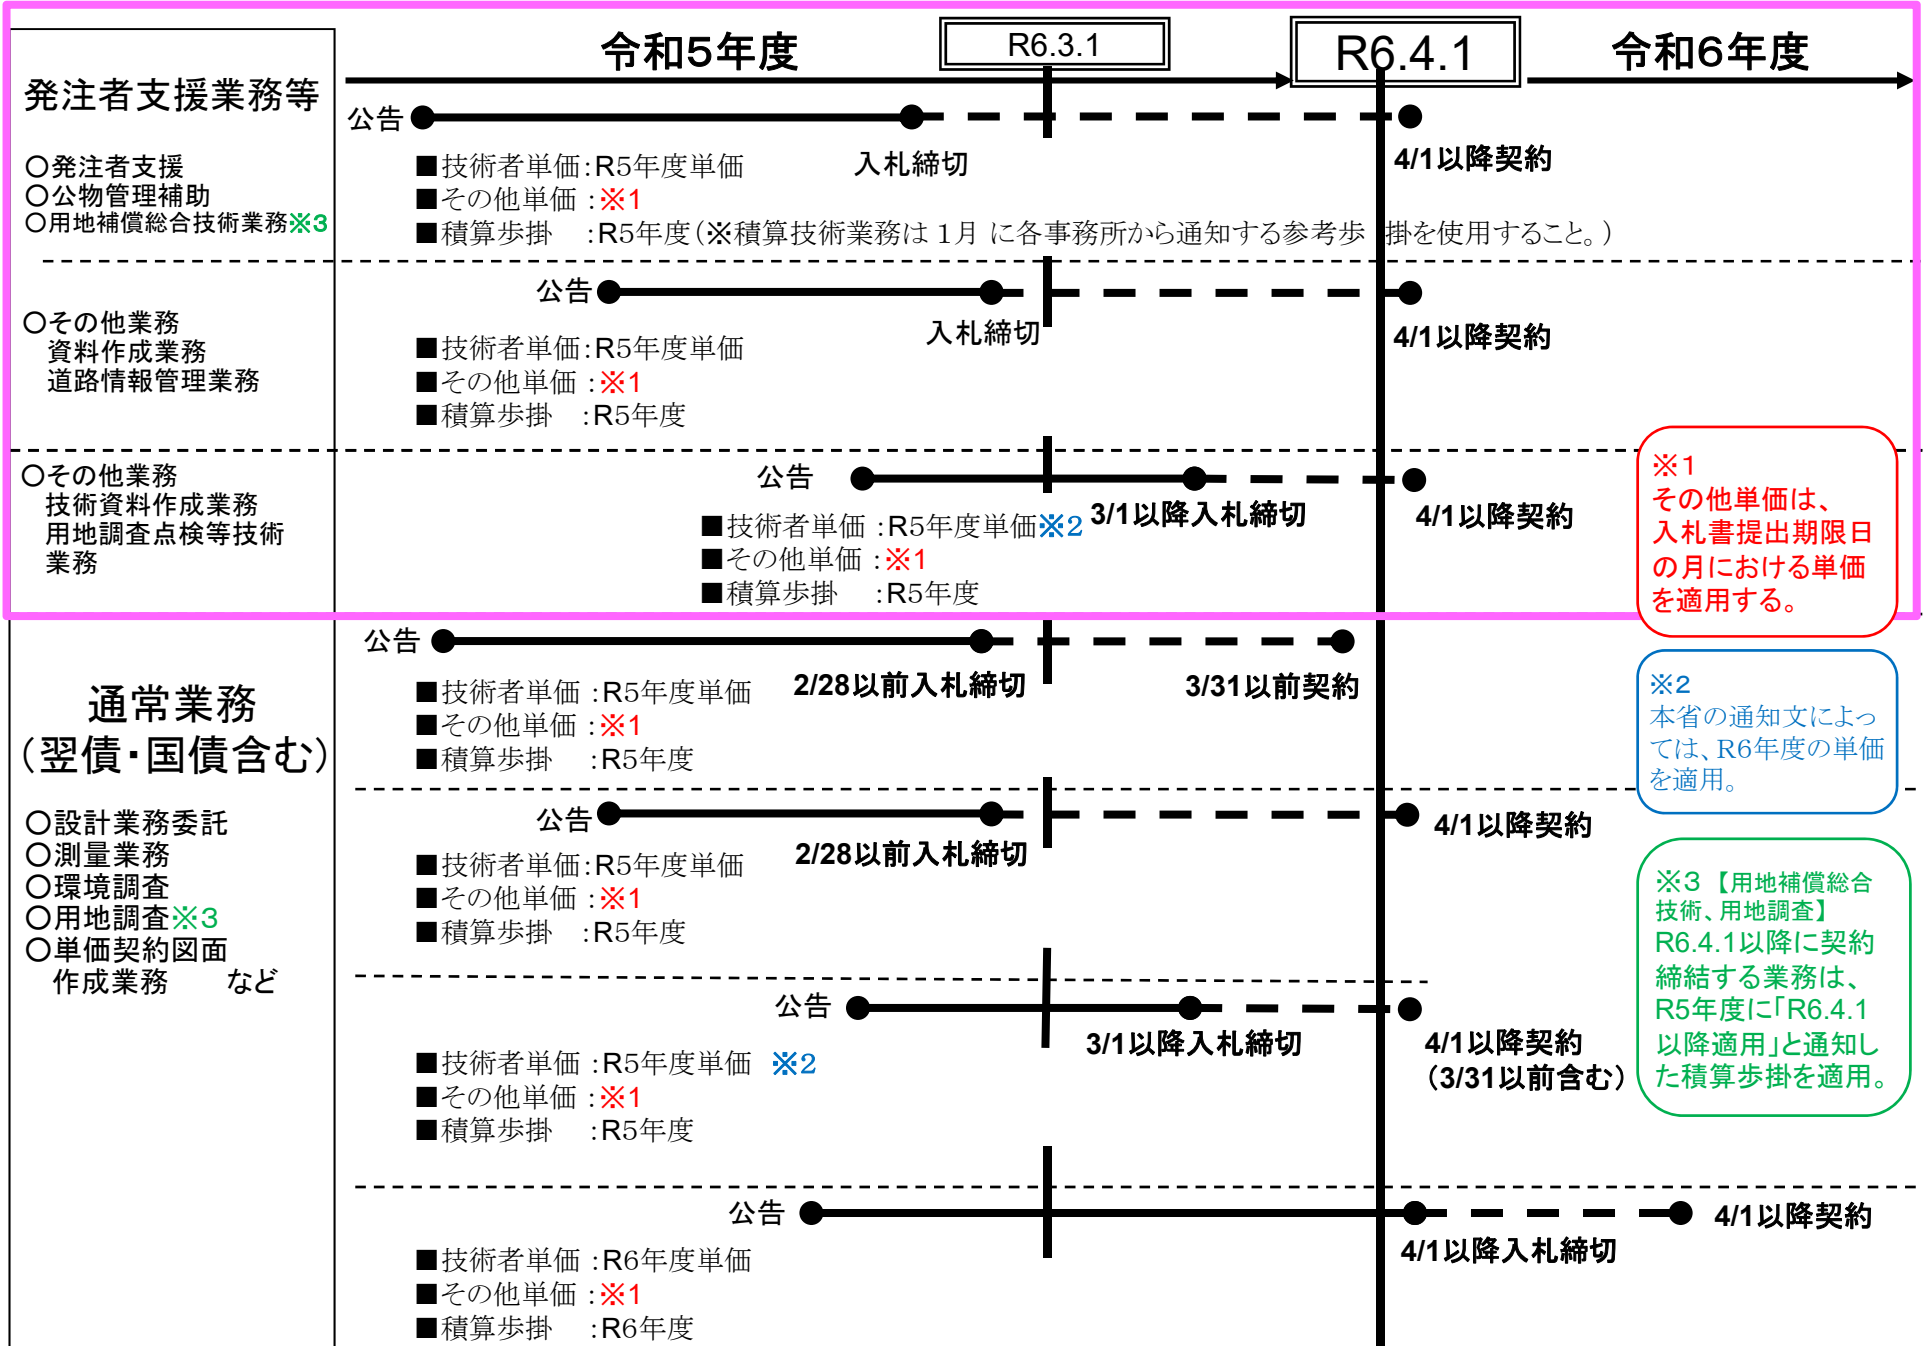 令和5年度
R6.3.1
R6.4.1
令和6年度
発注者支援業務等
〇発注者支援
〇公物管理補助
〇用地補償総合技術業務※3
公告
入札締切
4/1以降契約
■技術者単価：R5年度単価
■その他単価：※1
■積算歩掛　：R5年度（※積算技術業務は 1月 に各事務所から通知する参考歩 掛を使用すること。）
〇その他業務
資料作成業務
道路情報管理業務
公告
入札締切
4/1以降契約
■技術者単価：R5年度単価
■その他単価：※1
■積算歩掛　：R5年度
〇その他業務
技術資料作成業務
用地調査点検等技術
業務
公告
3/1以降入札締切
4/1以降契約
■技術者単価：R5年度単価※2
■その他単価：※1
■積算歩掛　：R5年度
※1
その他単価は、
入札書提出期限日
の月における単価
を適用する。
通常業務
（翌債・国債含む）
〇設計業務委託
〇測量業務
〇環境調査
〇用地調査※3
〇単価契約図面
作成業務　　など
公告
2/28以前入札締切
3/31以前契約
■技術者単価：R5年度単価
■その他単価：※1
■積算歩掛　：R5年度
※2
本省の通知文によっ
ては、R6年度の単価
を適用。
公告
2/28以前入札締切
4/1以降契約
■技術者単価：R5年度単価
■その他単価：※1
■積算歩掛　：R5年度
※3 【用地補償総合
技術、用地調査】
R6.4.1以降に契約
締結する業務は、
R5年度に「R6.4.1
以降適用」と通知し
た積算歩掛を適用。
公告
3/1以降入札締切
4/1以降契約
（3/31以前含む）
■技術者単価：R5年度単価　※2
■その他単価：※1
■積算歩掛　：R5年度
公告
4/1以降入札締切
4/1以降契約
■技術者単価：R6年度単価
■その他単価：※1
■積算歩掛　：R6年度